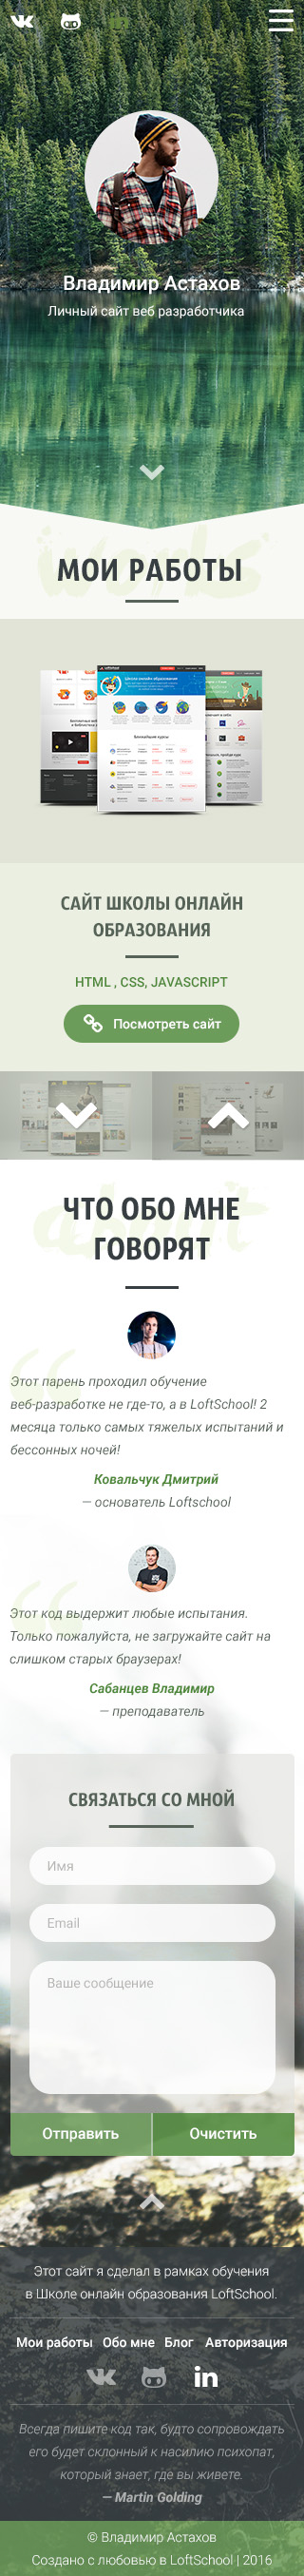 Владимир Астахов
Личный сайт веб разработчика
works
МОИ РАБОТЫ
САЙТ ШКОЛЫ ОНЛАЙН
ОБРАЗОВАНИЯ
HTML , CSS, JAVASCRIPT
Посмотреть сайт
about
ЧТО ОБО МНЕ
ГОВОРЯТ
Этот парень проходил обучение
веб-разработке не где-то, а в LoftSchool! 2
месяца только самых тяжелых испытаний и
бессонных ночей!
Ковальчук Дмитрий
— основатель Loftschool
Этот код выдержит любые испытания.
Только пожалуйста, не загружайте сайт на
слишком старых браузерах!
Сабанцев Владимир
— преподаватель
СВЯЗАТЬСЯ СО МНОЙ
Имя
Email
Ваше сообщение
Отправить Очистить
Этот сайт я сделал в рамках обучения
в Школе онлайн образования LoftSchool.
Мои работы Обо мне Блог Авторизация
in
Всегда пишите код так, будто сопровождать
его будет склонный к насилию психопат,
который знает, где вы живете.
— Martin Golding
© Владимир Астахов
Создано с любовью в LoftSchool | 2016